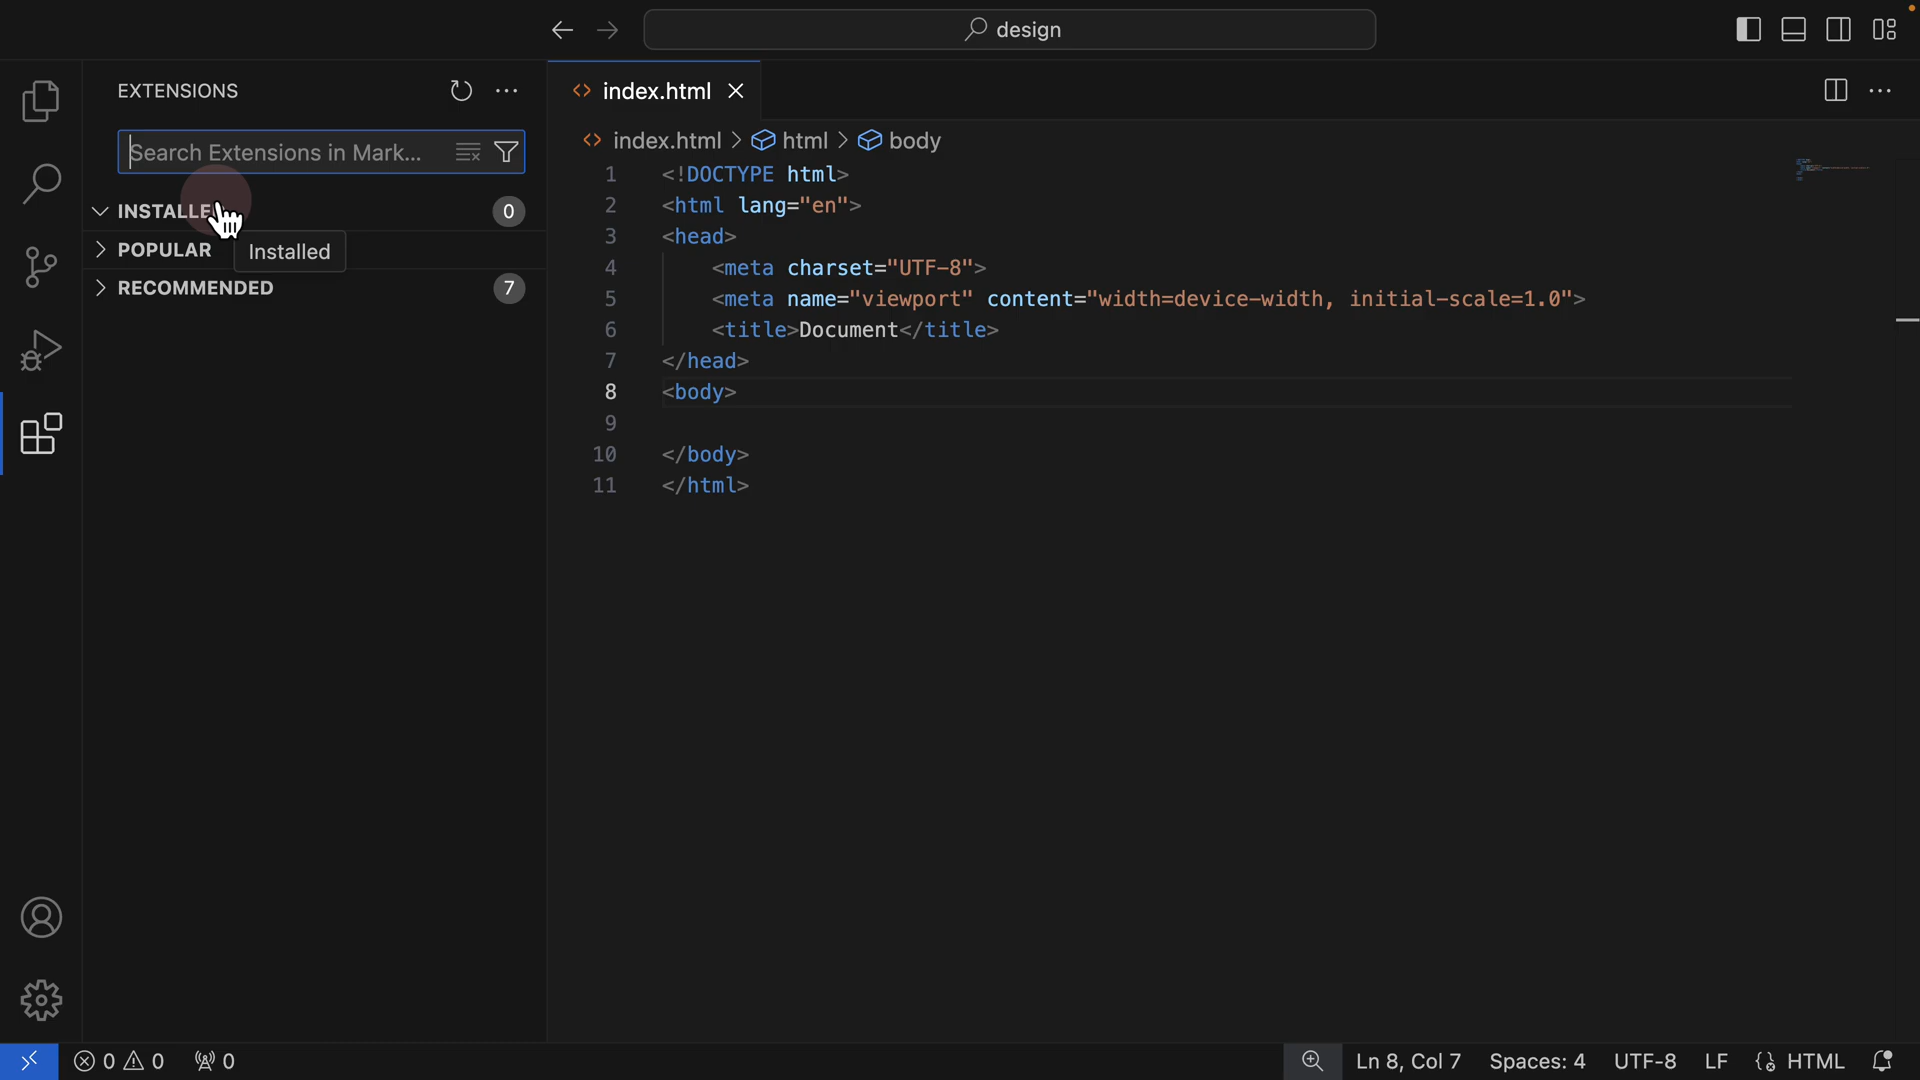 design
EXTENSIONS
index.html
Search Extensions in Mark...
index.html > html > body
INSTALLE
0
POPULAR
Installed
RECOMMENDED
7
1 <!DOCTYPE html>
2 <html lang="en">
3 <head>
4 <meta charset="UTF-8">
5 <meta name="viewport" content="width=device-width, initial-scale=1.0">
6 <title>Document</title>
7 </head>
8 <body>
9
10 </body>
11 </html>
0 0 0 Ln 8, Col 7 Spaces: 4 UTF-8 LF HTML